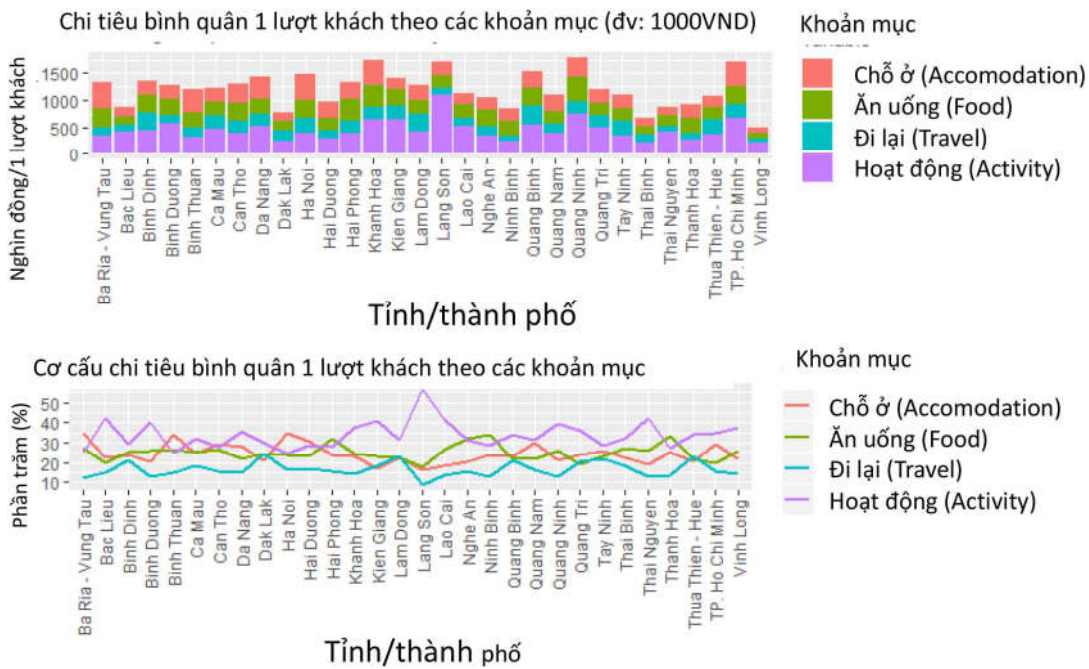 Chi tiêu bình quân 1 lượt khách theo các khoản mục (đv: 1000VND)
Khoản mục
Nghìn đồng/1 lượt khách
1500
1000
500
0
Chỗ ở (Accomodation)
Ăn uống (Food)
Đi lại (Travel)
Hoạt động (Activity)
Ba Ria - Vung Tau
Bac Lieu
Binh Dinh
Binh Duong
Binh Thuan
Ca Mau
Can Tho
Da Nang
Dak Lak
Ha Noi
Hai Duong
Hai Phong
Khanh Hoa
Kien Giang
Lam Dong
Lang Son
Lao Cai
Nghe An
Ninh Binh
Quang Binh
Quang Nam
Quang Ninh
Quang Tri
Tay Ninh
Thai Binh
Thai Nguyen
Thanh Hoa
Thua Thien - Hue
TP. Ho Chi Minh
Vinh Long
Tỉnh/thành phố
Cơ cấu chi tiêu bình quân 1 lượt khách theo các khoản mục
Khoản mục
Phần trăm (%)
50
40
30
20
10
Chỗ ở (Accomodation)
Ăn uống (Food)
Đi lại (Travel)
Hoạt động (Activity)
Ba Ria - Vung Tau
Bac Lieu
Binh Dinh
Binh Duong
Binh Thuan
Ca Mau
Can Tho
Da Nang
Dak Lak
Ha Noi
Hai Duong
Hai Phong
Khanh Hoa
Kien Giang
Lam Dong
Lang Son
Lao Cai
Nghe An
Ninh Binh
Quang Binh
Quang Nam
Quang Ninh
Quang Tri
Tay Ninh
Thai Binh
Thai Nguyen
Thanh Hoa
Thua Thien - Hue
TP. Ho Chi Minh
Vinh Long
Tỉnh/thành phố